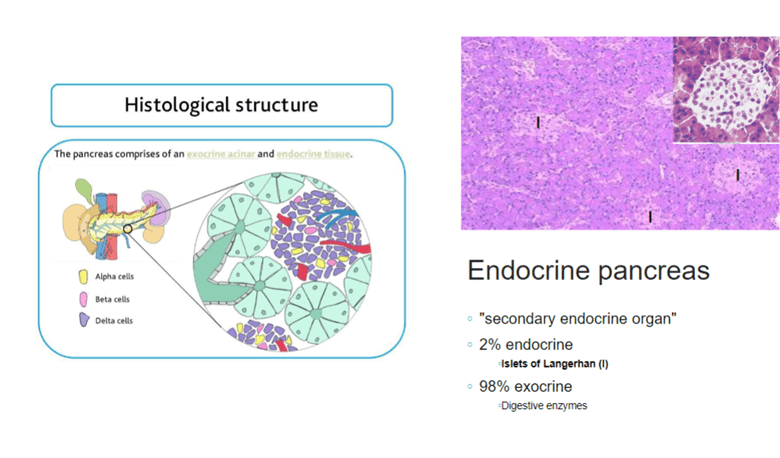 Histological structure
The pancreas comprises of an exocrine acinar and endocrine tissue.
Alpha cells
Beta cells
Delta cells
I
I
I
Endocrine pancreas
"secondary endocrine organ"
2% endocrine
Islets of Langerhan (I)
98% exocrine
Digestive enzymes